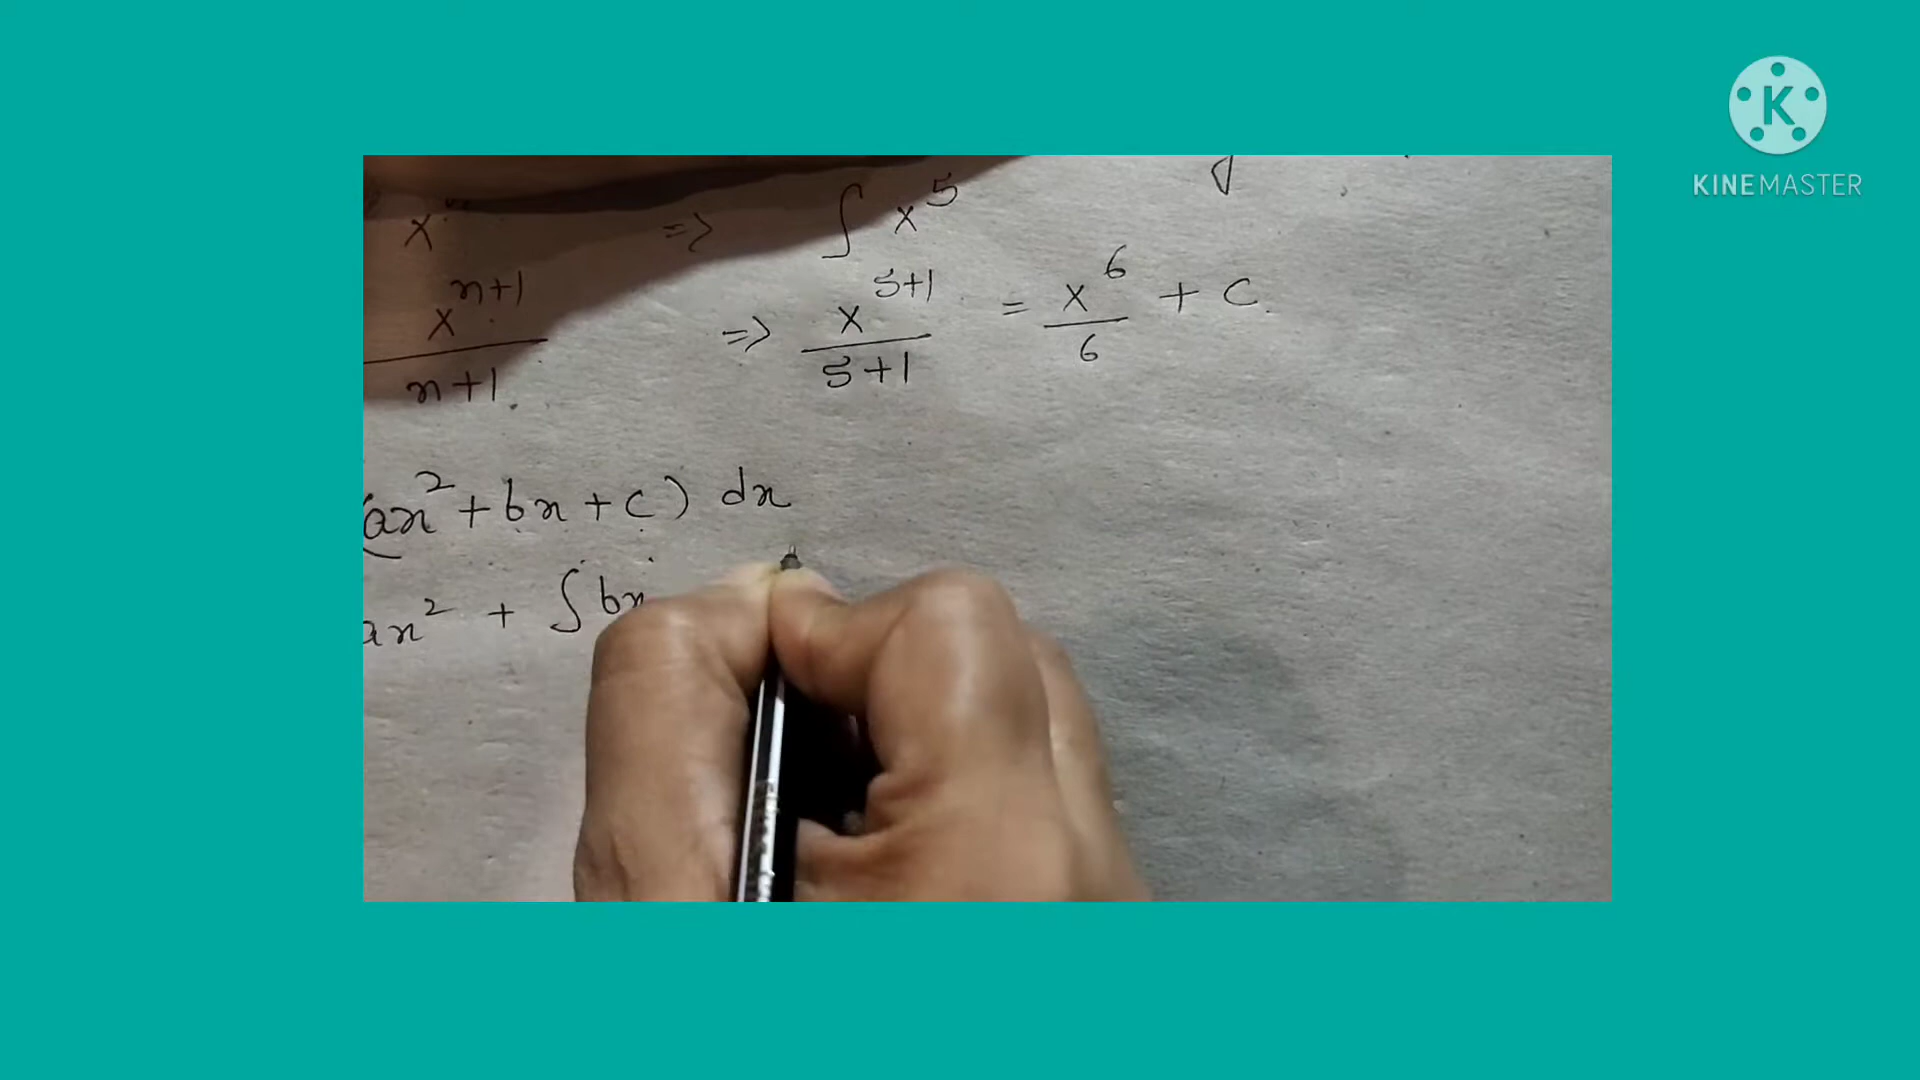 x^n => ∫ x^5
x^(n+1)/(n+1) => x^(5+1)/(5+1) = x^6/6 + c
(ax^2 + bx + c) dx
ax^2 + ∫ bx
KINEMASTER